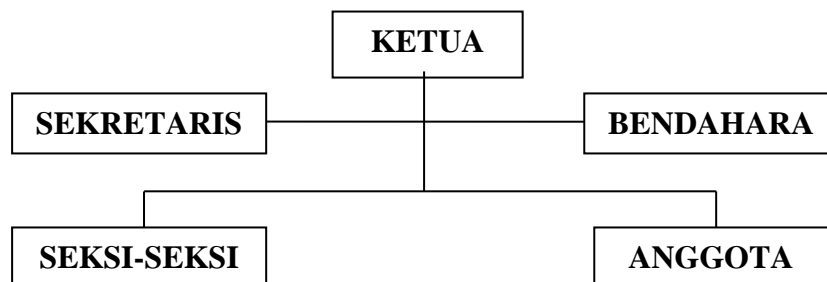 KETUA
SEKRETARIS
BENDAHARA
SEKSI-SEKSI
ANGGOTA